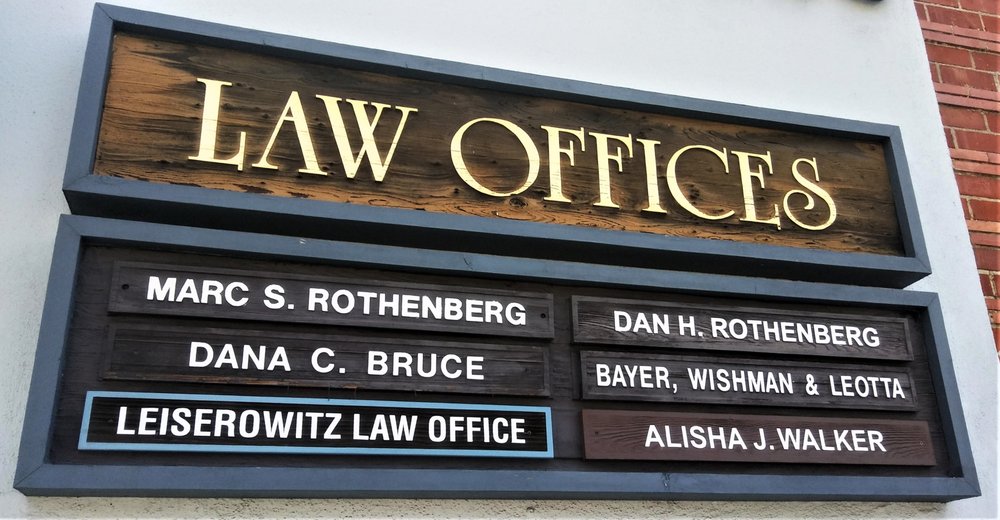 LAW OFFICES
MARC S. ROTHENBERG
DANA C. BRUCE
LEISEROWITZ LAW OFFICE
DAN H. ROTHENBERG
BAYER, WISHMAN & LEOTTA
ALISHA J. WALKER